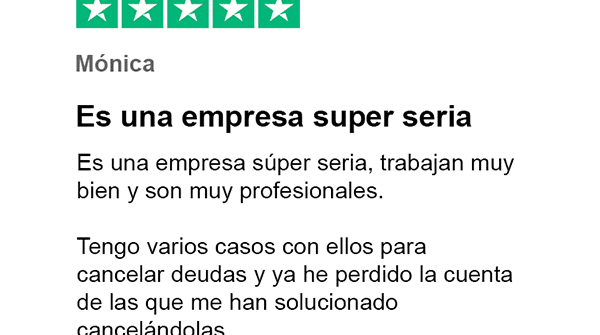 Mónica
Es una empresa super seria
Es una empresa súper seria, trabajan muy
bien y son muy profesionales.
Tengo varios casos con ellos para
cancelar deudas y ya he perdido la cuenta
de las que me han solucionado
cancelándolas